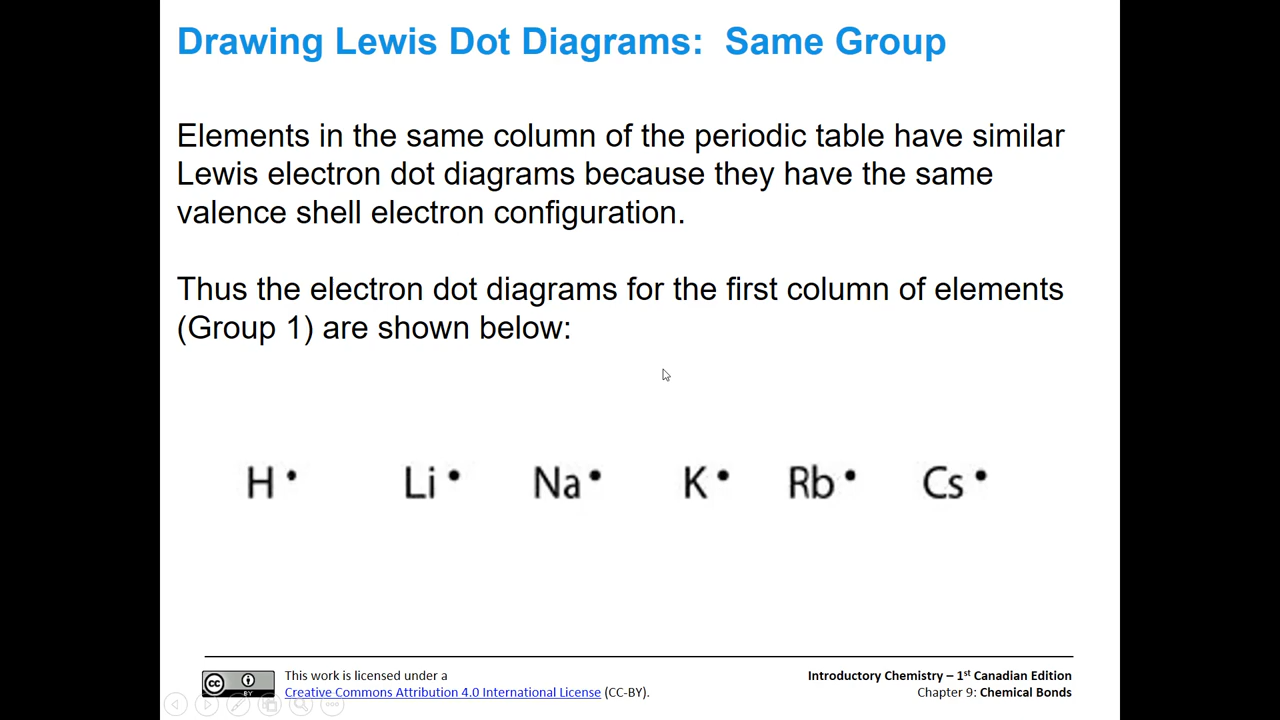 Drawing Lewis Dot Diagrams: Same Group
Elements in the same column of the periodic table have similar
Lewis electron dot diagrams because they have the same
valence shell electron configuration.
Thus the electron dot diagrams for the first column of elements
(Group 1) are shown below:
H • Li • Na • K • Rb • Cs •
cc BY
This work is licensed under a
Creative Commons Attribution 4.0 International License (CC-BY).
Introductory Chemistry – 1st Canadian Edition
Chapter 9: Chemical Bonds